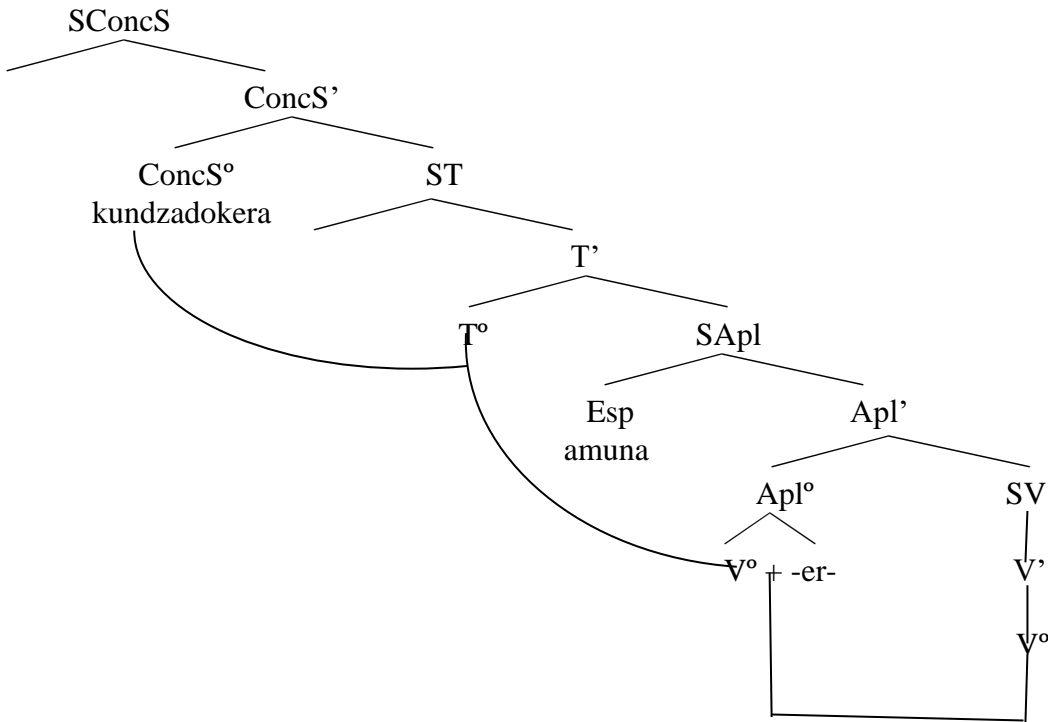 SConcS
ConcS’
ConcSº ST
kundzadokera
T’
Tº SApl
Esp Apl’
amuna
Aplº SV
Vº + -er- V’
Vº